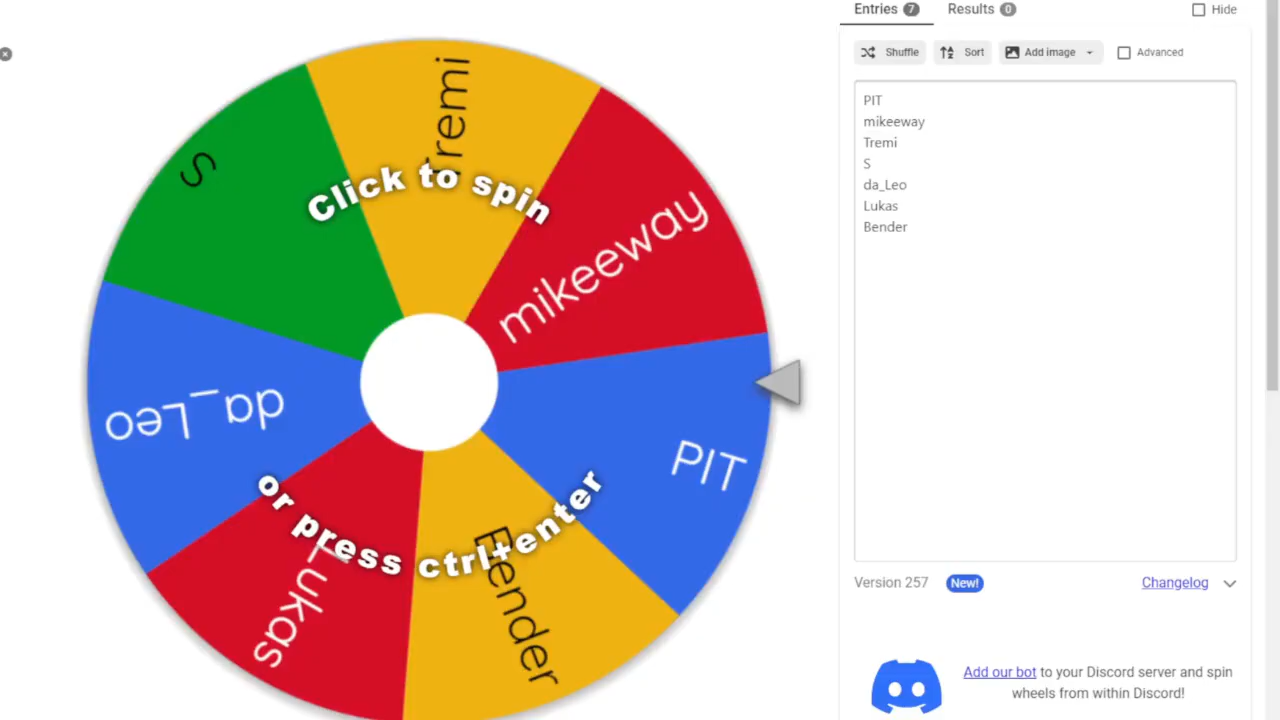 Entries 7 Results 0 Hide
Shuffle Sort Add image Advanced
PIT
mikeeway
Tremi
S
da_Leo
Lukas
Bender
Version 257 New! Changelog
Add our bot to your Discord server and spin
wheels from within Discord!
Tremi
S
mikeeway
da_Leo
PIT
Lukas
Bender
Click to spin
or press ctrl+enter